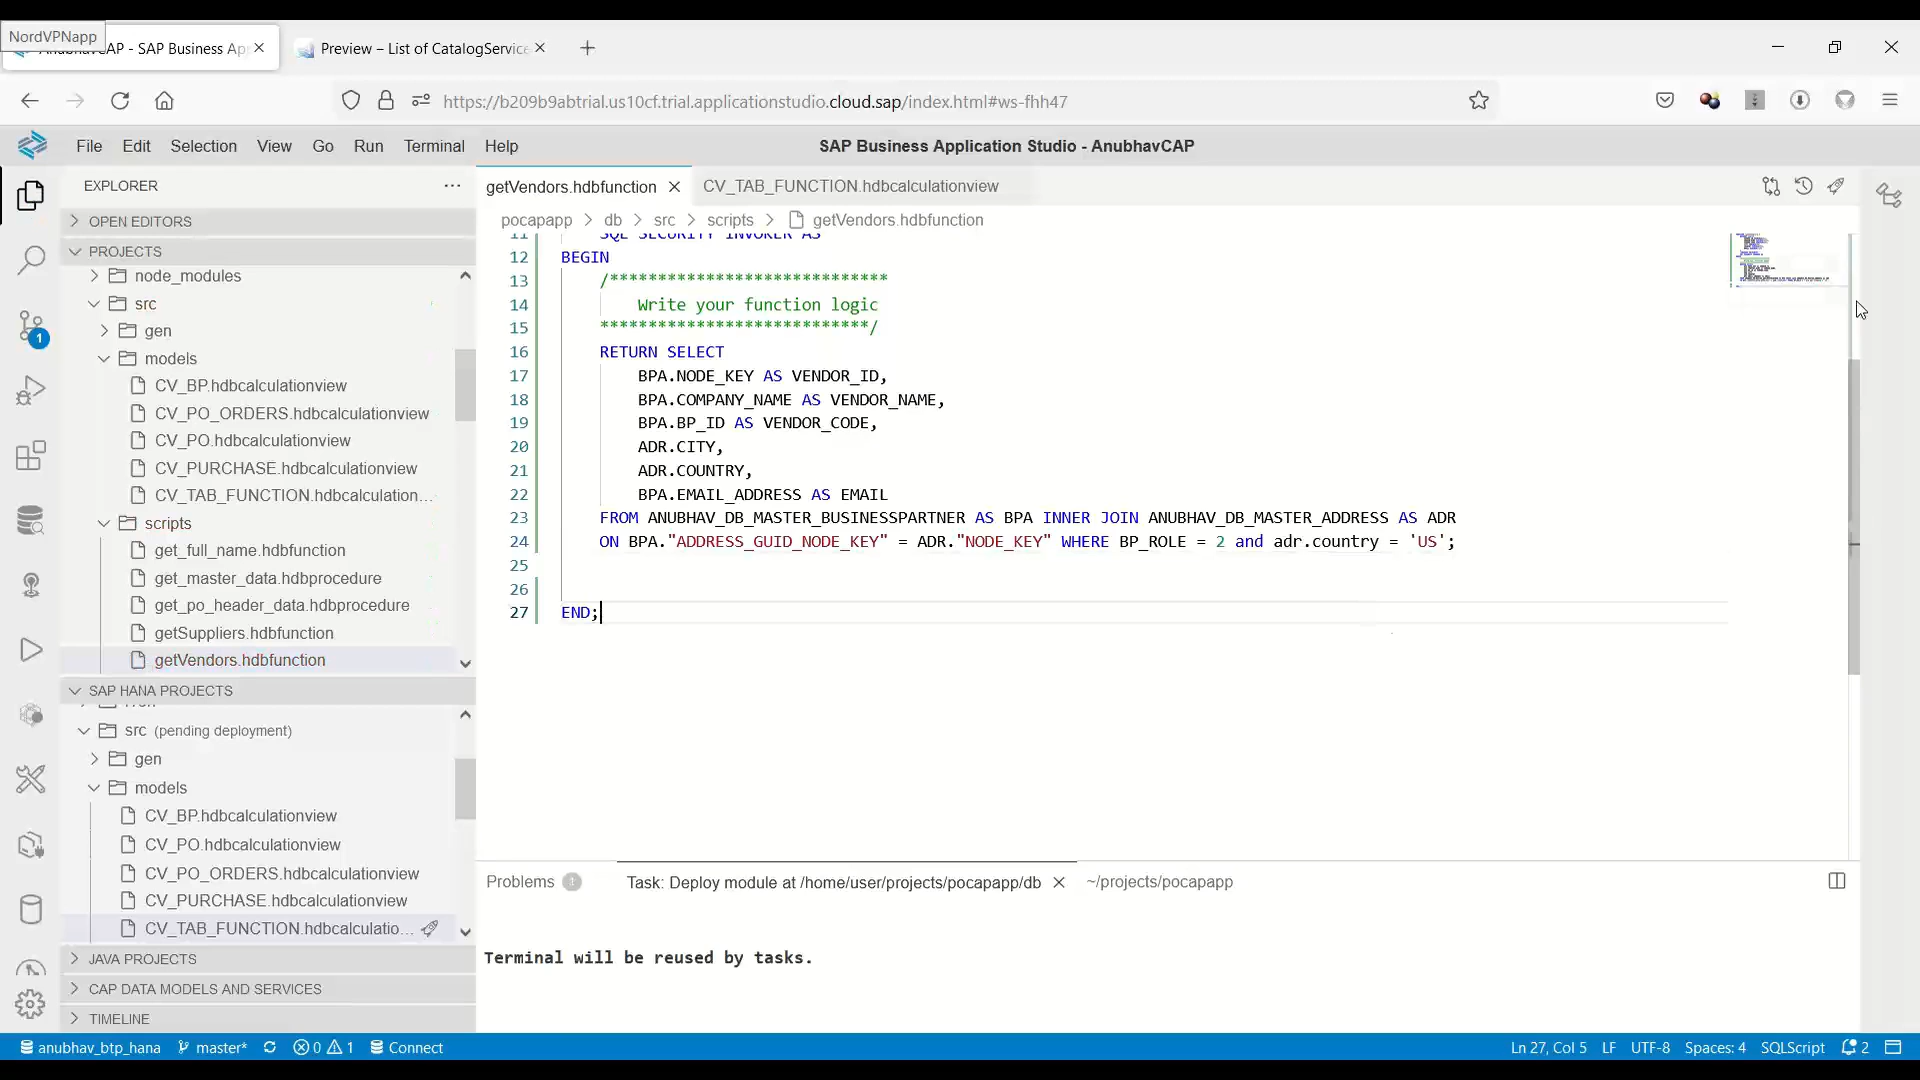 NordVPNapp
AnubhavCAP - SAP Business App
Preview – List of CatalogService
https://b209b9abtrial.us10cf.trial.applicationstudio.cloud.sap/index.html#ws-fhh47
File Edit Selection View Go Run Terminal Help
SAP Business Application Studio - AnubhavCAP
EXPLORER
OPEN EDITORS
PROJECTS
node_modules
src
gen
models
CV_BP.hdbcalculationview
CV_PO_ORDERS.hdbcalculationview
CV_PO.hdbcalculationview
CV_PURCHASE.hdbcalculationview
CV_TAB_FUNCTION.hdbcalculation...
scripts
get_full_name.hdbfunction
get_master_data.hdbprocedure
get_po_header_data.hdbprocedure
getSuppliers.hdbfunction
getVendors.hdbfunction
SAP HANA PROJECTS
src (pending deployment)
gen
models
CV_BP.hdbcalculationview
CV_PO.hdbcalculationview
CV_PO_ORDERS.hdbcalculationview
CV_PURCHASE.hdbcalculationview
CV_TAB_FUNCTION.hdbcalculatio...
JAVA PROJECTS
CAP DATA MODELS AND SERVICES
TIMELINE
1
getVendors.hdbfunction
CV_TAB_FUNCTION.hdbcalculationview
pocapapp > db > src > scripts > getVendors.hdbfunction
11 SQL SECURITY INVOKER AS
12 BEGIN
13 /*****************************
14 Write your function logic
15 ****************************/
16 RETURN SELECT
17 BPA.NODE_KEY AS VENDOR_ID,
18 BPA.COMPANY_NAME AS VENDOR_NAME,
19 BPA.BP_ID AS VENDOR_CODE,
20 ADR.CITY,
21 ADR.COUNTRY,
22 BPA.EMAIL_ADDRESS AS EMAIL
23 FROM ANUBHAV_DB_MASTER_BUSINESSPARTNER AS BPA INNER JOIN ANUBHAV_DB_MASTER_ADDRESS AS ADR
24 ON BPA."ADDRESS_GUID_NODE_KEY" = ADR."NODE_KEY" WHERE BP_ROLE = 2 and adr.country = 'US';
25
26
27 END;
Problems 1
Task: Deploy module at /home/user/projects/pocapapp/db
~/projects/pocapapp
Terminal will be reused by tasks.
anubhav_btp_hana master* 0 1 Connect
Ln 27, Col 5 LF UTF-8 Spaces: 4 SQLScript 2